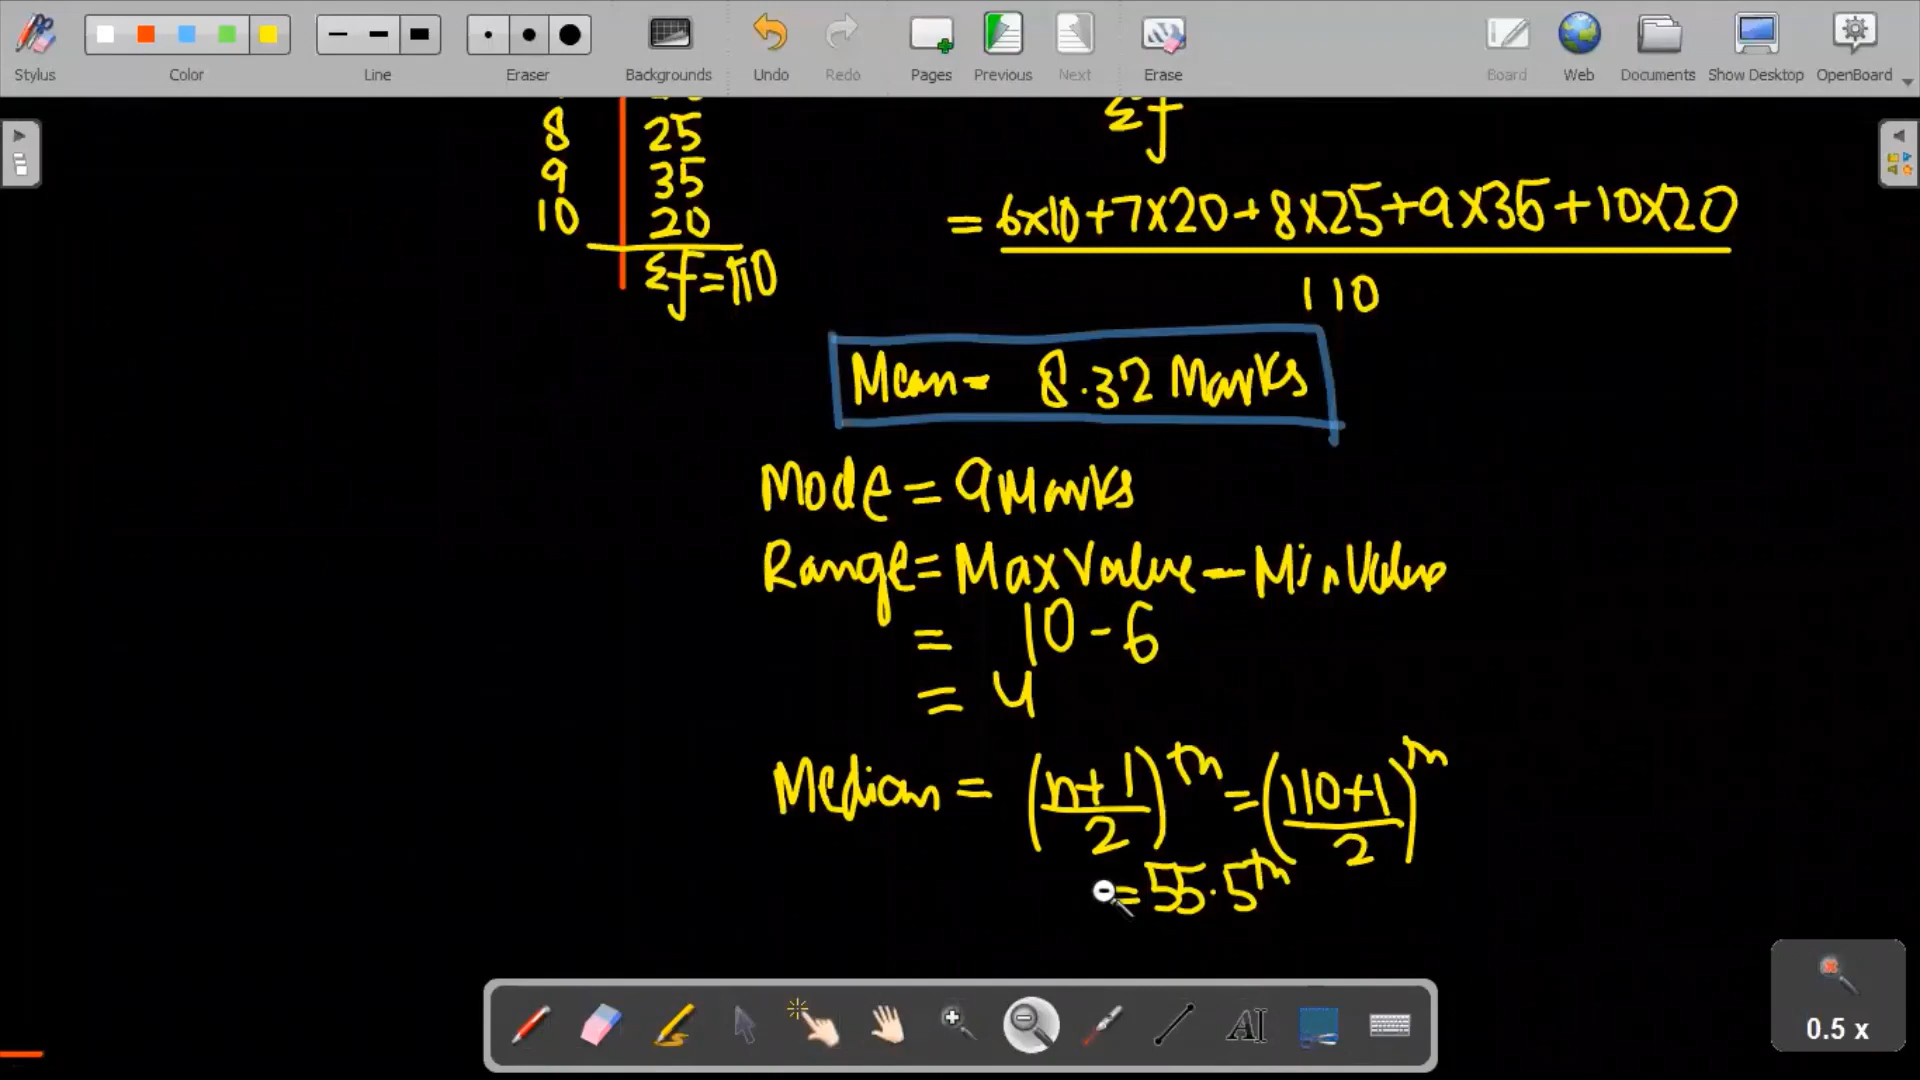 Stylus Color Line Eraser Backgrounds Undo Redo Pages Previous Next Erase Board Web Documents Show Desktop OpenBoard
8 25
9 35
10 20
Σf=110
Σf
= 6x10+7x20+8x25+9x35+10x20
110
Mean= 8.32 Marks
Mode = 9 Marks
Range= Max Value - Min Value
= 10-6
= 4
Median = (n+1/2)th = (110+1/2)th
= 55.5th
0.5 x